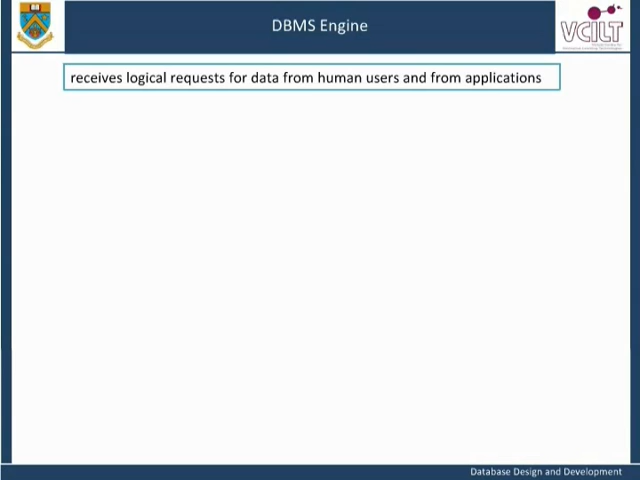 DBMS Engine
VCILT
receives logical requests for data from human users and from applications
Database Design and Development